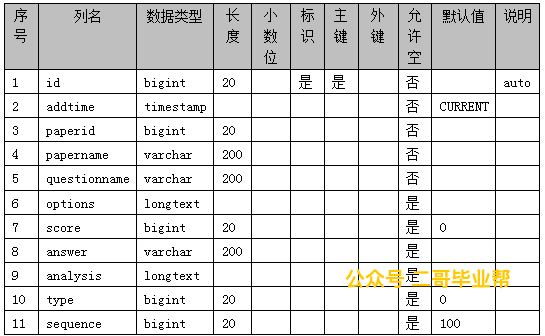 序号 列名 数据类型 长度 小数位 标识 主键 外键 允许空 默认值 说明
1 id bigint 20 是 是 否 auto
2 addtime timestamp 否 CURRENT
3 paperid bigint 20 否
4 papername varchar 200 否
5 questionname varchar 200 否
6 options longtext 是
7 score bigint 20 是 0
8 answer varchar 200 是
9 analysis longtext 是
10 type bigint 20 是 0
11 sequence bigint 20 是 100
公众号 二哥毕业帮